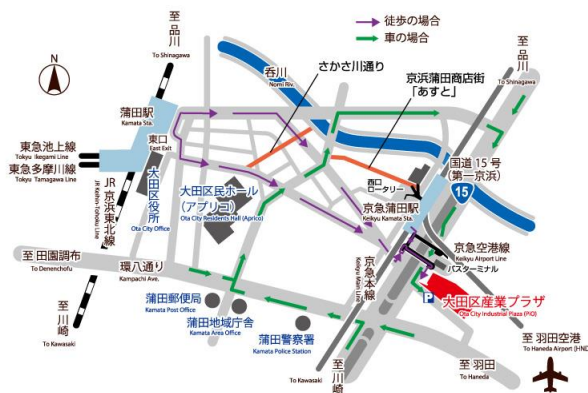 N
至
品
川
To Shinagawa
徒歩の場合
車の場合
至
品
川
To Shinagawa
さかさ川通り
呑川
Nomi Riv.
京浜蒲田商店街
「あすと」
蒲田駅
Kamata Sta.
東口
East Exit
東急池上線
Tokyu Ikegami Line
東急多摩川線
Tokyu Tamagawa Line
JR 京浜東北線
JR Keihin-Tohoku Line
大田区役所
Ota City Office
大田区民ホール
（アプリコ）
Ota City Residents Hall (Aprico)
西口
ロータリー
国道 15 号
（第一京浜）
15
京急蒲田駅
Keikyu Kamata Sta.
京急空港線
Keikyu Airport Line
バスターミナル
至 田園調布
To Denenchofu
環八通り
Kampachi Ave.
京急本線
Keikyu Main Line
P
大田区産業プラザ
Ota City Industrial Plaza (PiO)
蒲田郵便局
Kamata Post Office
蒲田地域庁舎
Kamata Area Office
蒲田警察署
Kamata Police Station
至
川
崎
To Kawasaki
To Kawasaki
至
川
崎
至 羽田
To Haneda
至 羽田空港
To Haneda Airport (HND)